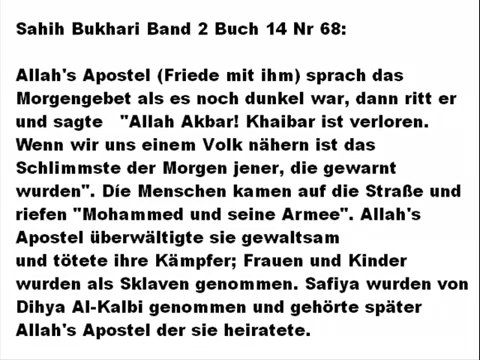 Sahih Bukhari Band 2 Buch 14 Nr 68:
Allah's Apostel (Friede mit ihm) sprach das
Morgengebet als es noch dunkel war, dann ritt er
und sagte "Allah Akbar! Khaibar ist verloren.
Wenn wir uns einem Volk nähern ist das
Schlimmste der Morgen jener, die gewarnt
wurden". Díe Menschen kamen auf die Straße und
riefen "Mohammed und seine Armee". Allah's
Apostel überwältigte sie gewaltsam
und tötete ihre Kämpfer; Frauen und Kinder
wurden als Sklaven genommen. Safiya wurden von
Dihya Al-Kalbi genommen und gehörte später
Allah's Apostel der sie heiratete.